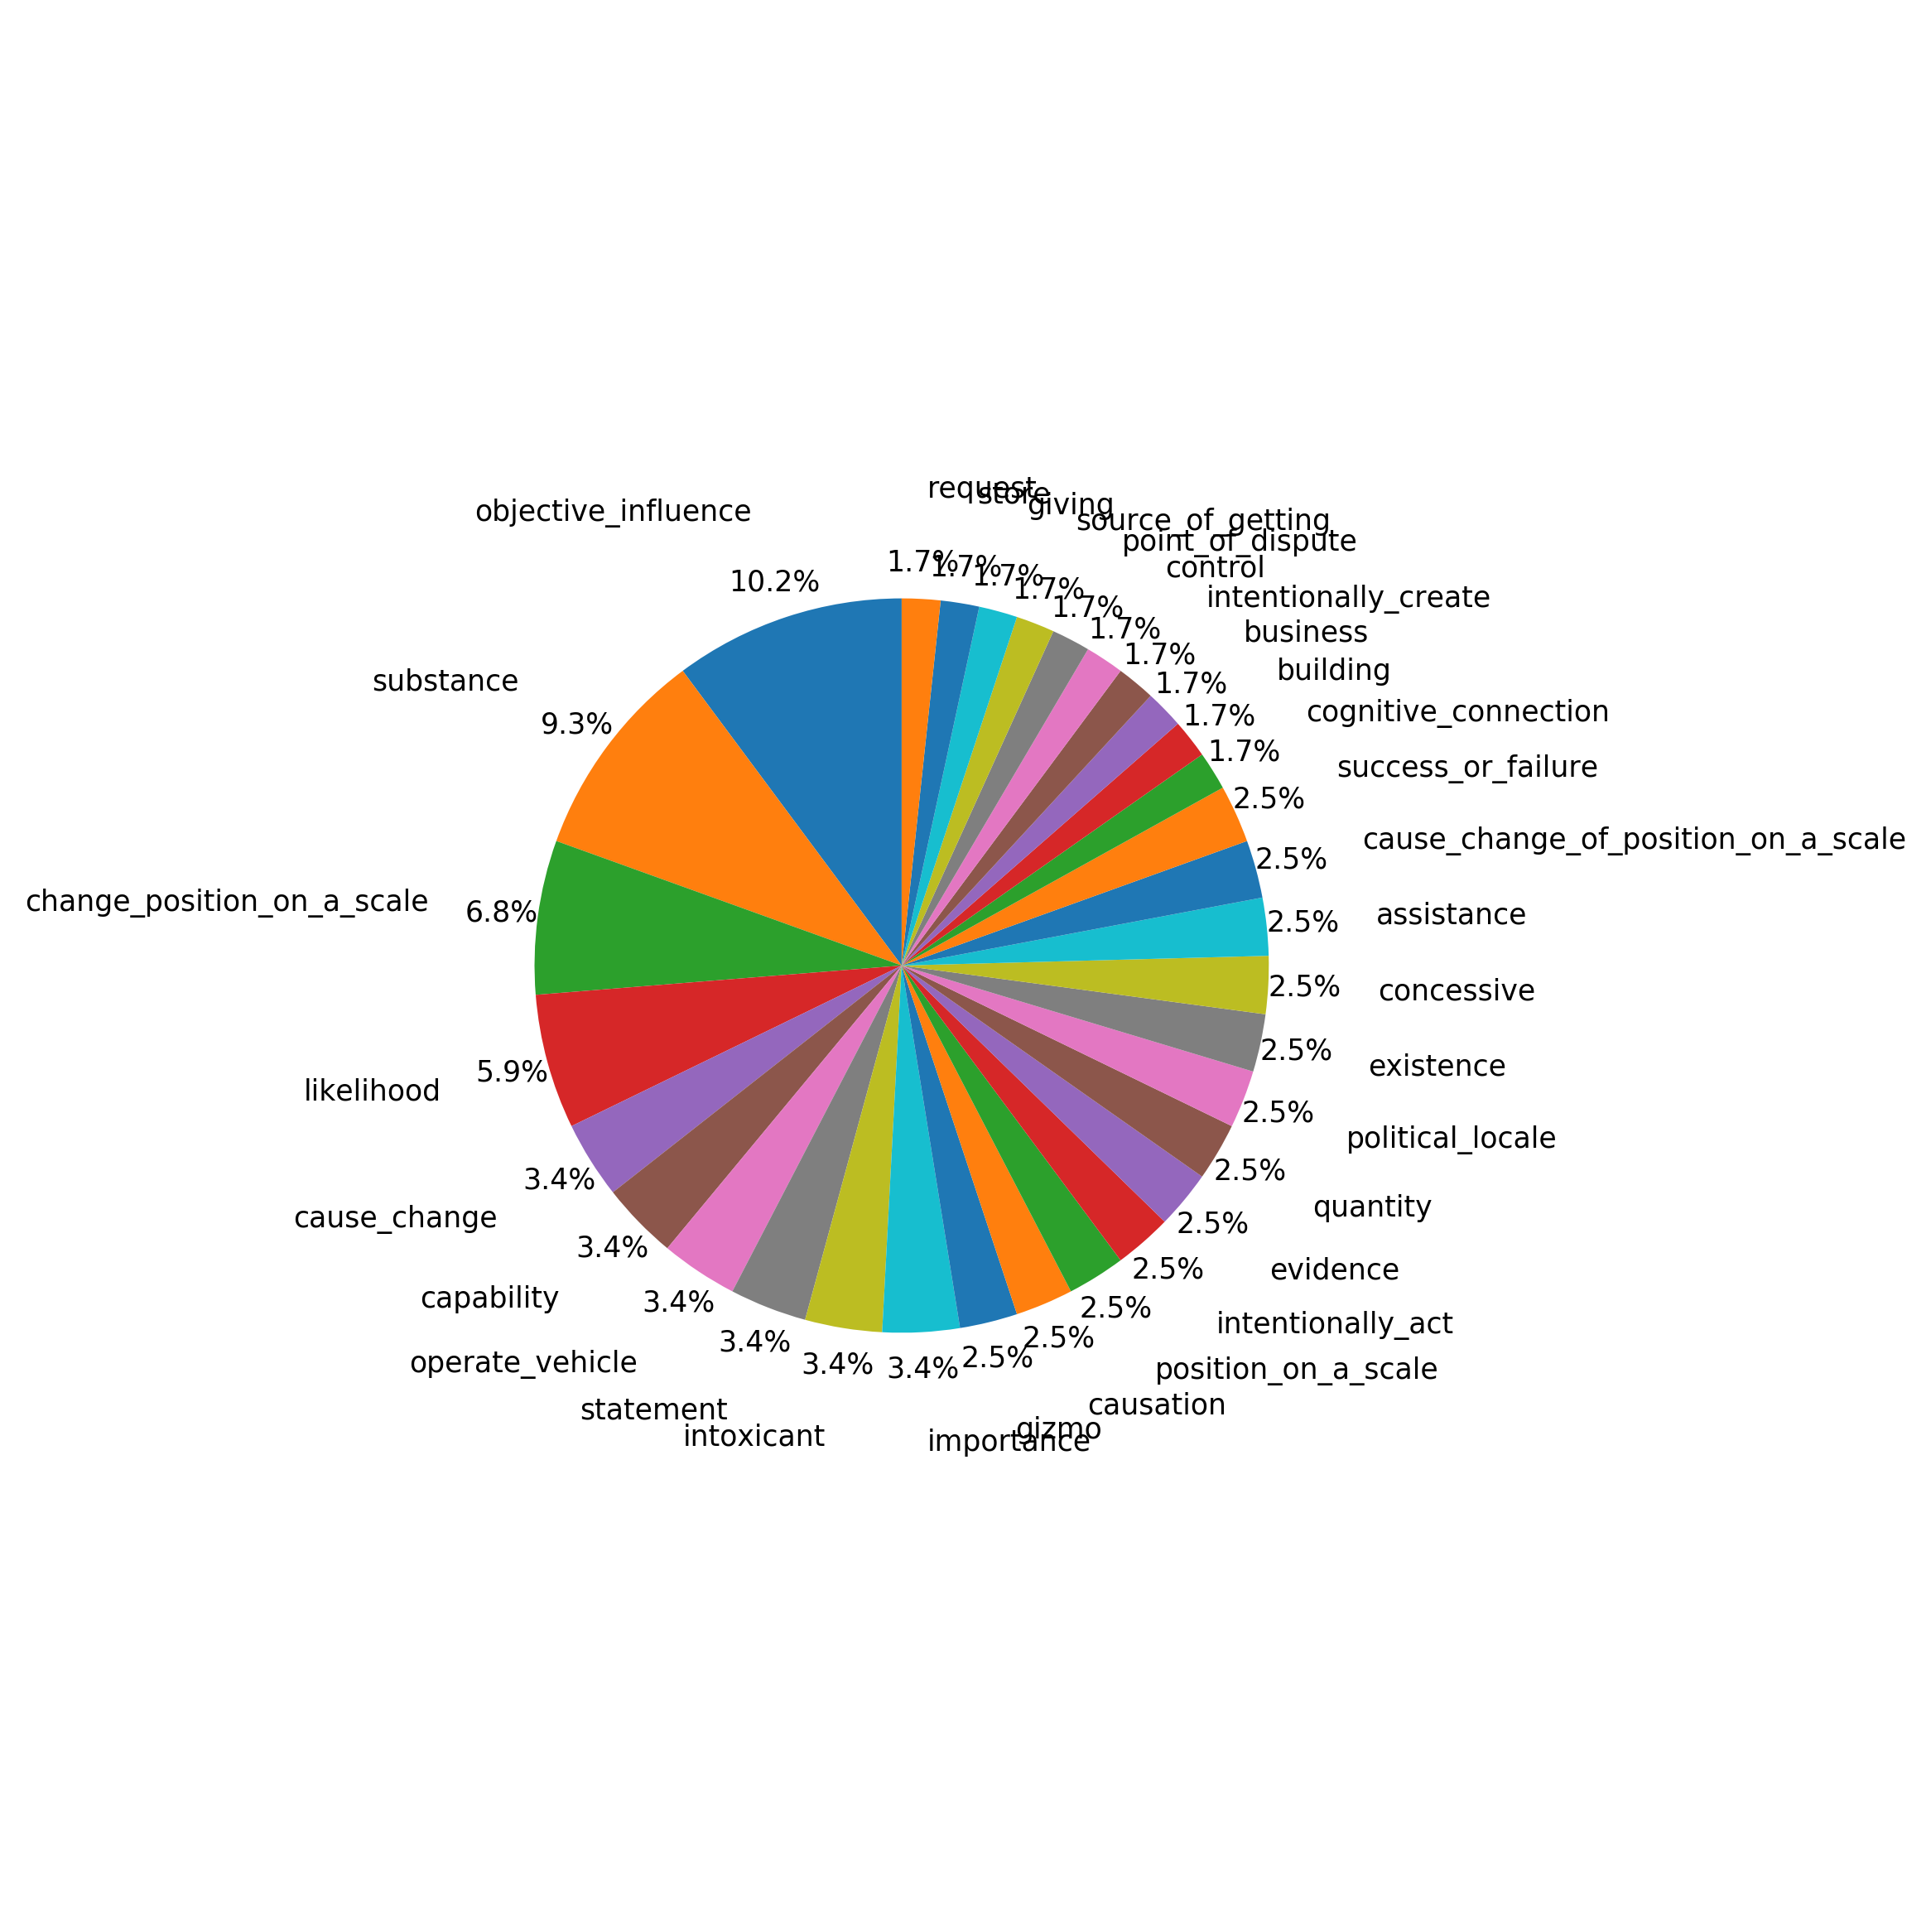 request
store
giving
objective_influence
source_of_getting
point_of_dispute
control
1.7%
1.7%
1.7%
10.2%
1.7%
intentionally_create
1.7%
1.7%
business
1.7%
building
substance
1.7%
cognitive_connection
1.7%
9.3%
1.7%
success_or_failure
2.5%
cause_change_of_position_on_a_scale
2.5%
change_position_on_a_scale
6.8%
assistance
2.5%
concessive
2.5%
2.5%
existence
5.9%
likelihood
2.5%
political_locale
2.5%
3.4%
quantity
cause_change
2.5%
3.4%
2.5%
evidence
capability
3.4%
2.5%
intentionally_act
3.4%
2.5%
operate_vehicle
3.4%
3.4%
2.5%
position_on_a_scale
statement
causation
intoxicant
gizmo
importance